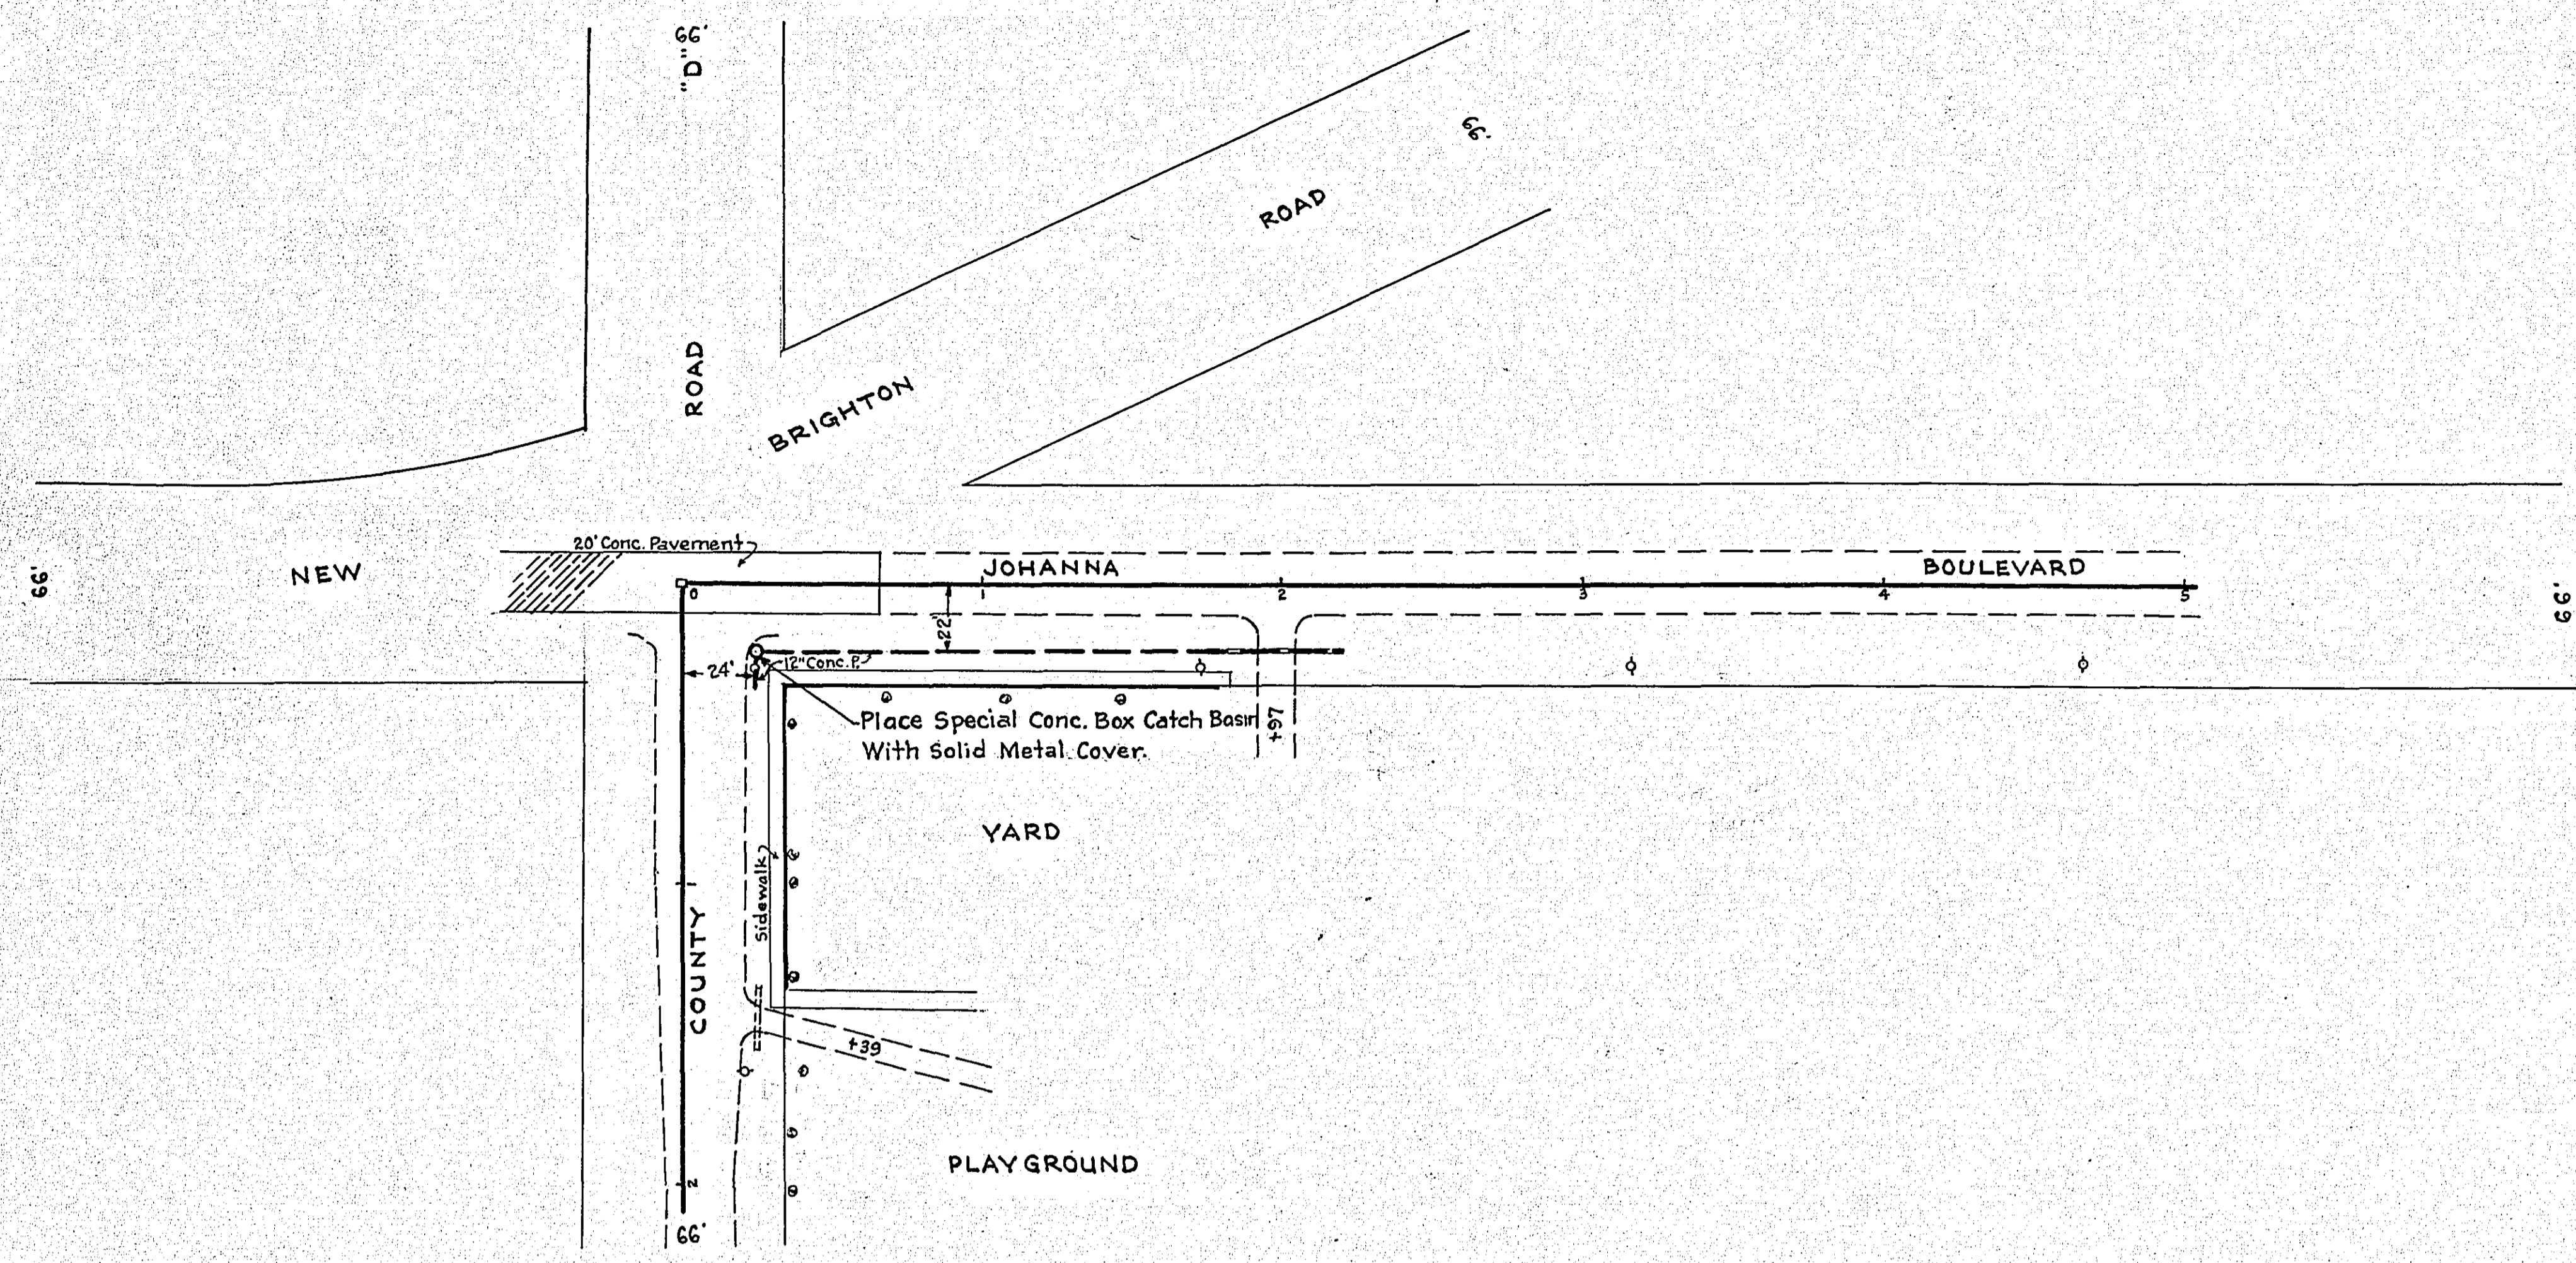 66'
"D"
ROAD
66'
ROAD
BRIGHTON
20' Conc. Pavement
66'
NEW
JOHANNA
BOULEVARD
66'
0
1
2
3
4
5
22'
24'
12" Conc. P.
Place Special Conc. Box Catch Basin
With Solid Metal Cover.
+97
YARD
Sidewalk
1
COUNTY
+39
PLAYGROUND
2
66'